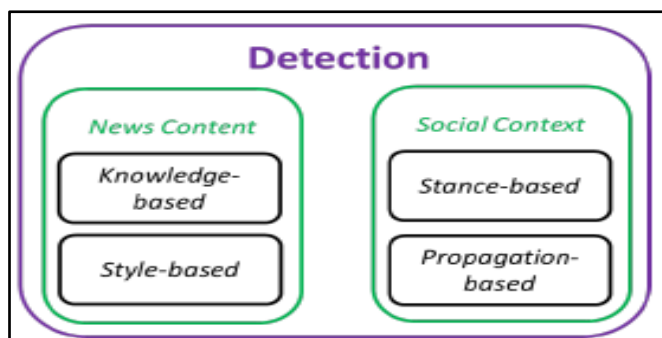 Detection
News Content
Knowledge-
based
Style-based
Social Context
Stance-based
Propagation-
based